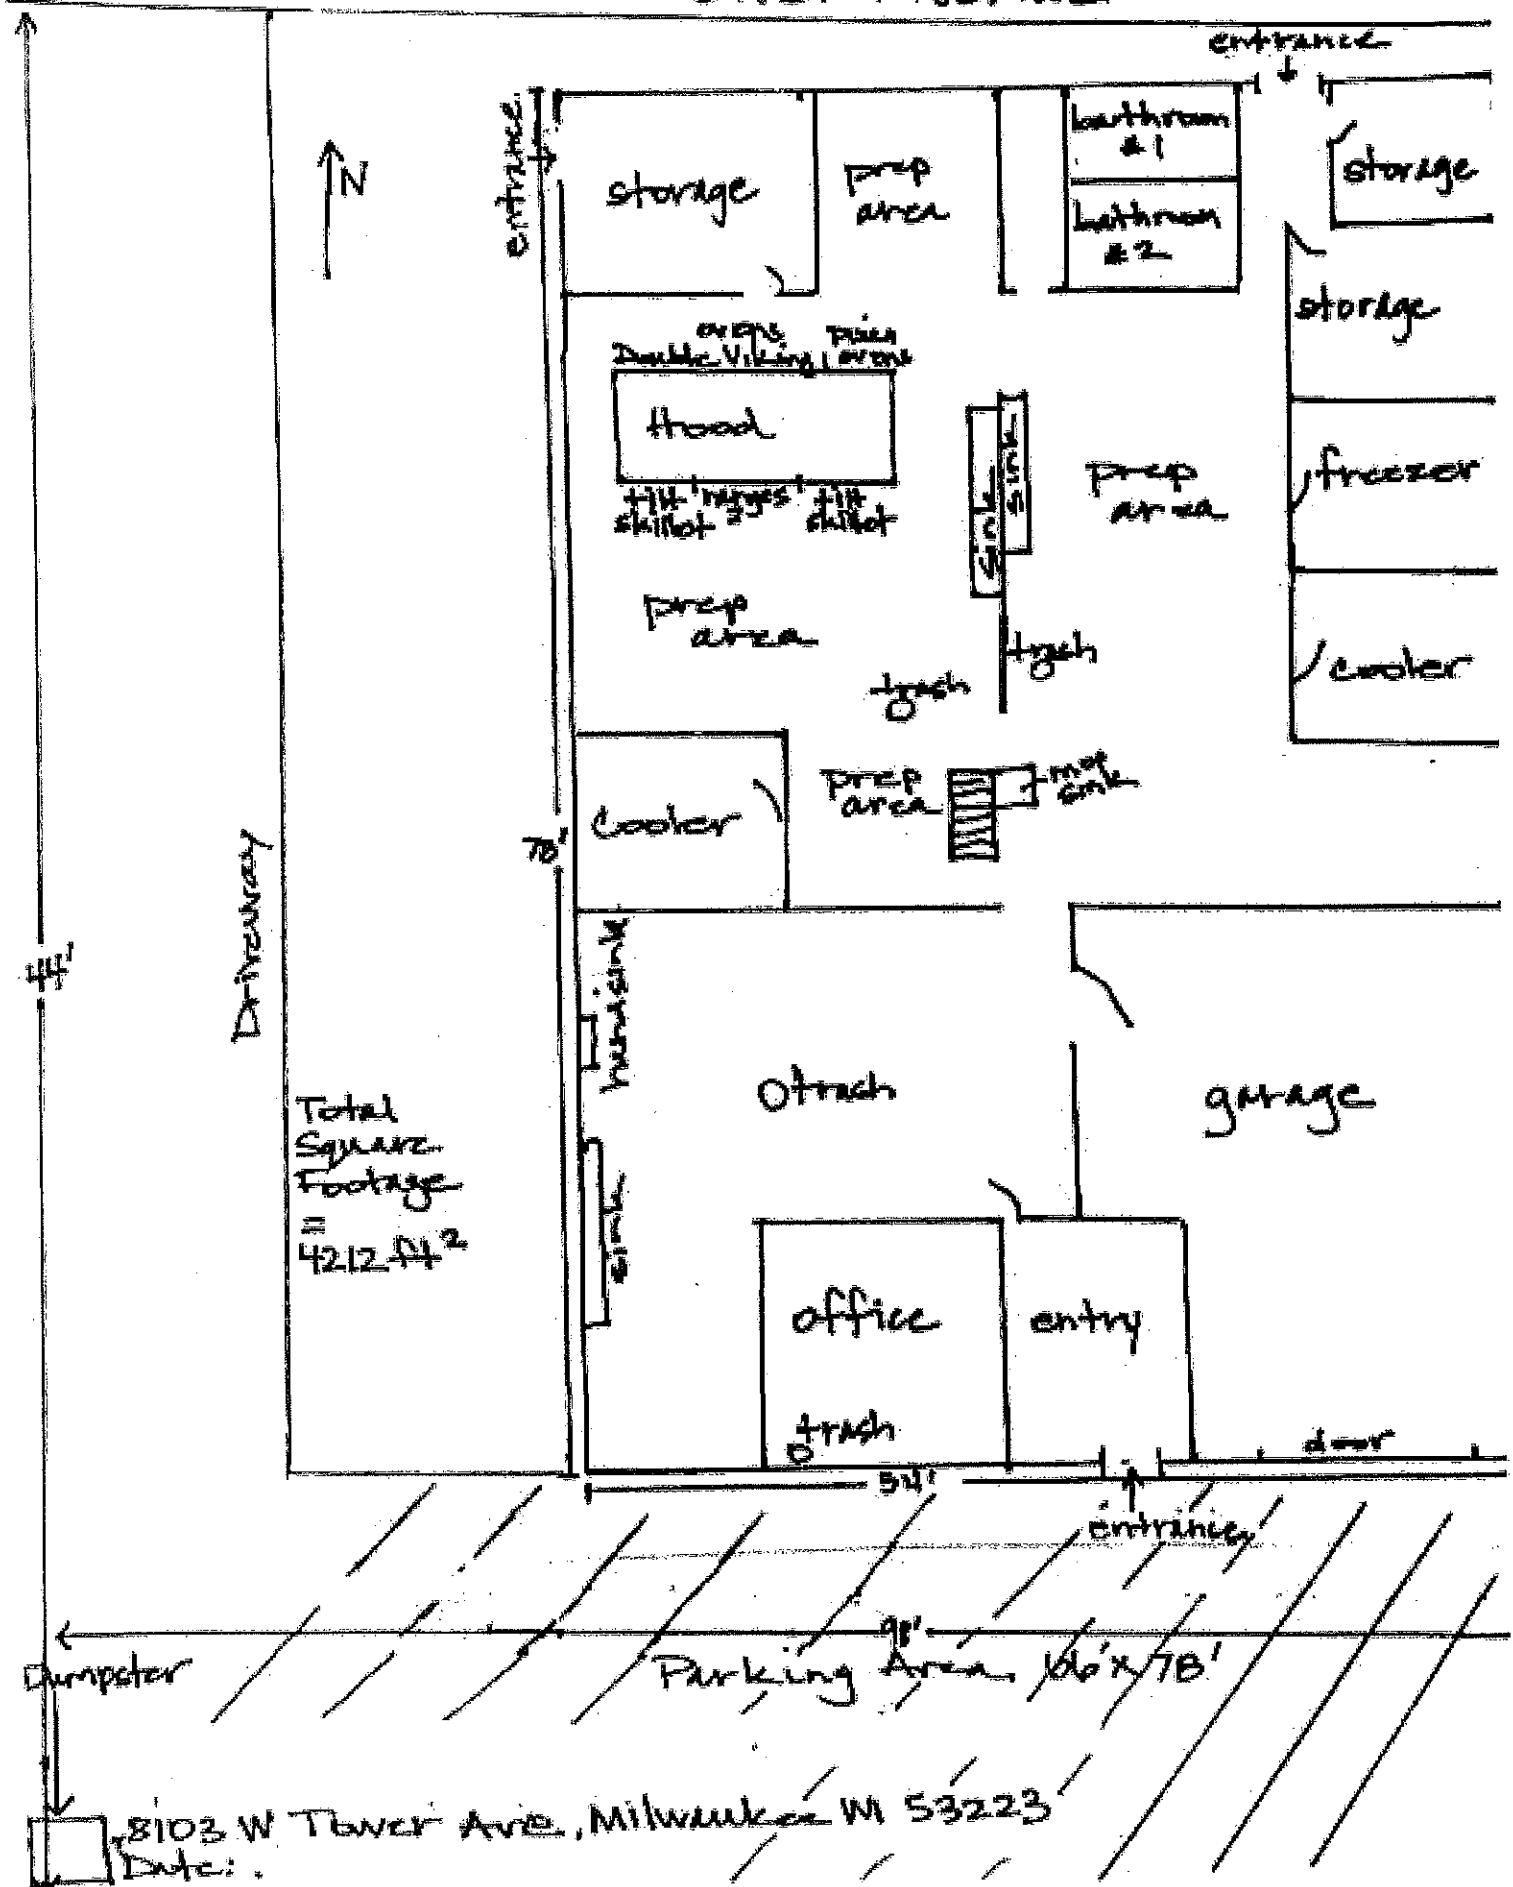 entrance
entrance
N
storage
prep
area
bathroom
#1
bathroom
#2
storage
storage
ovens
Double Viking
pizza
ovens
Hood
tilt
skillet
ranges
2
tilt
skillet
sink
sink
prep
area
freezer
prep
area
trash
trash
cooler
cooler
prep
area
mop
sink
78'
Driveway
44'
handsink
trash
garage
Total
Square
Footage
=
4212 ft²
sink
office
entry
trash
door
54'
entrance
98'
Dumpster
Parking Area 66' x 78'
8103 W Tower Ave, Milwaukee WI 53223
Date: